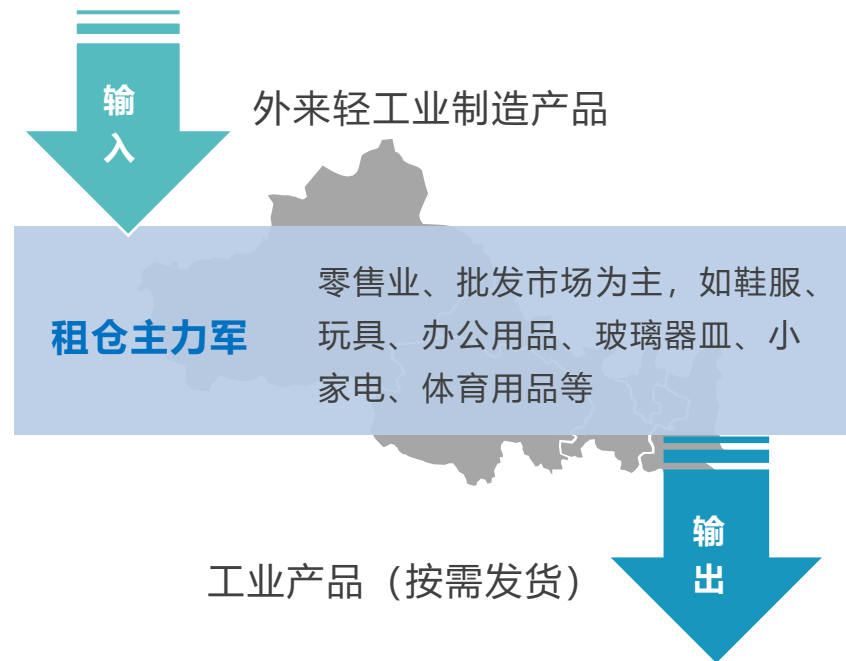 输
入
外来轻工业制造产品
租仓主力军
零售业、批发市场为主，如鞋服、
玩具、办公用品、玻璃器皿、小
家电、体育用品等
工业产品（按需发货）
输
出